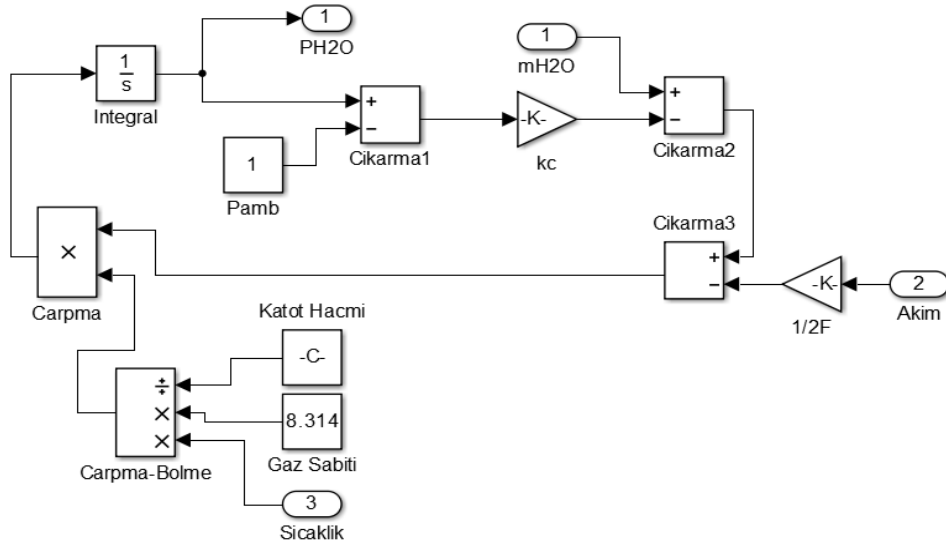 1
PH2O
1
mH2O
1
s
Integral
+
−
Cikarma1
-K-
kc
+
−
Cikarma2
1
Pamb
Cikarma3
+
−
-K-
1/2F
2
Akim
×
Carpma
Katot Hacmi
-C-
÷
×
×
Carpma-Bolme
8.314
Gaz Sabiti
3
Sicaklik